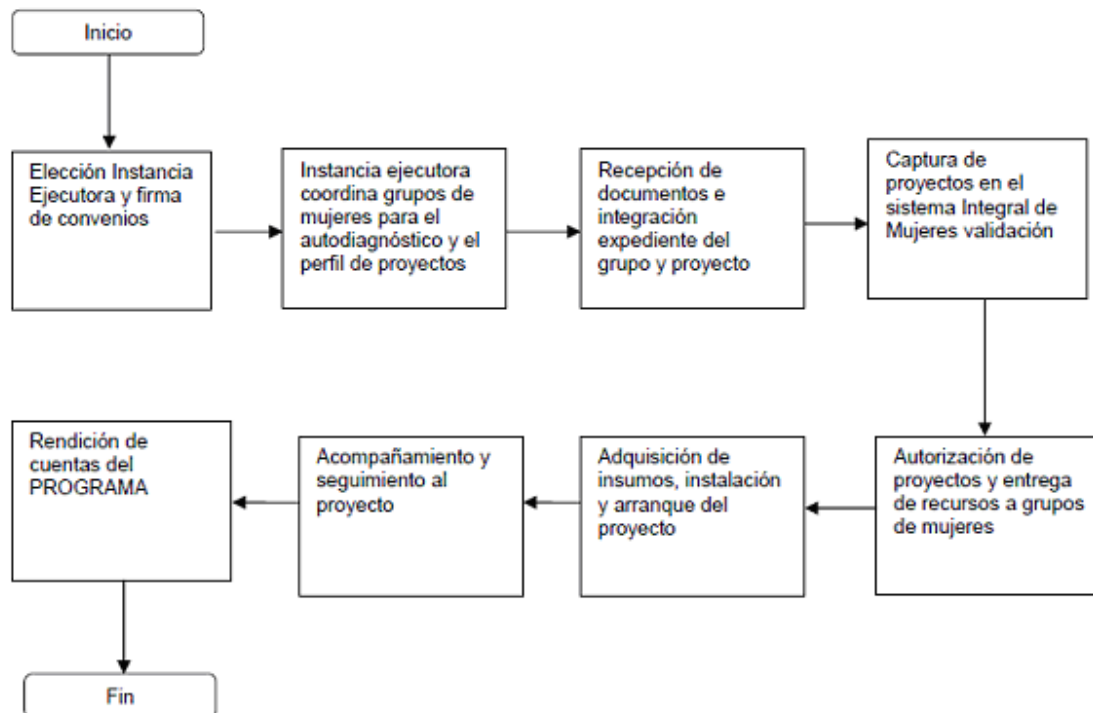 Inicio
Elección Instancia
Ejecutora y firma
de convenios
Instancia ejecutora
coordina grupos de
mujeres para el
autodiagnóstico y el
perfil de proyectos
Recepción de
documentos e
integración
expediente del
grupo y proyecto
Captura de
proyectos en el
sistema Integral de
Mujeres validación
Autorización de
proyectos y entrega
de recursos a grupos
de mujeres
Adquisición de
insumos, instalación
y arranque del
proyecto
Acompañamiento y
seguimiento al
proyecto
Rendición de
cuentas del
PROGRAMA
Fin